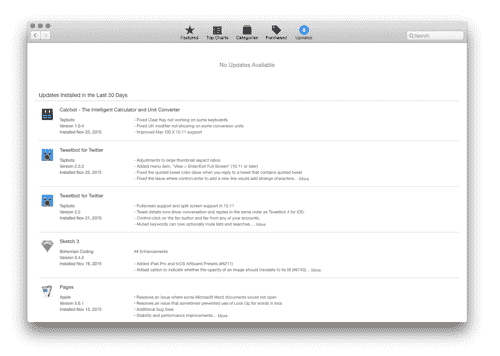 Featured Top Charts Categories Purchased Updates
Search
No Updates Available
Updates Installed in the Last 30 Days
Calcbot - The Intelligent Calculator and Unit Converter
Tapbots
Version 1.0.4
Installed Nov 25, 2015
- Fixed Clear Key not working on some keyboards
- Fixed Un modifier not showing on some conversion units
- Improved Mac OS X 10.11 support
Tweetbot for Twitter
Tapbots
Installed Nov 25, 2015
- Adjustments to large thumbnail aspect ratios
- Added menu item, "View > Enter/Exit Full Screen" (10.11 or later)
- Fixed the quoted tweet color issue when you reply to a tweet that contains quoted tweet
- Fixed the issue where control+enter to add a new line would add strange characters... More
Tweetbot for Twitter
Tapbots
Version 2.2
Installed Nov 21, 2015
- Fullscreen support and split screen support in 10.11
- Tweet details now show conversation and replies in the same order as Tweetbot 4 for iOS.
- Control-click on the fav button and fav from any of your accounts.
- Muted keywords can now optionally mute lists and searches.... More
Sketch 3
Bohemian Coding
Version 3.4.2
Installed Nov 19, 2015
## Enhancements
- Added iPad Pro and tvOS Artboard Presets (#6211)
- Added option to indicate whether the opacity of an image should translate to its fill (#6740)... More
Pages
Apple
Version 5.6.1
Installed Nov 13, 2015
- Resolves an issue where some Microsoft Word documents would not open
- Resolves an issue that sometimes prevented use of Look Up for words in lists
- Additional bug fixes
- Stability and performance improvements... More